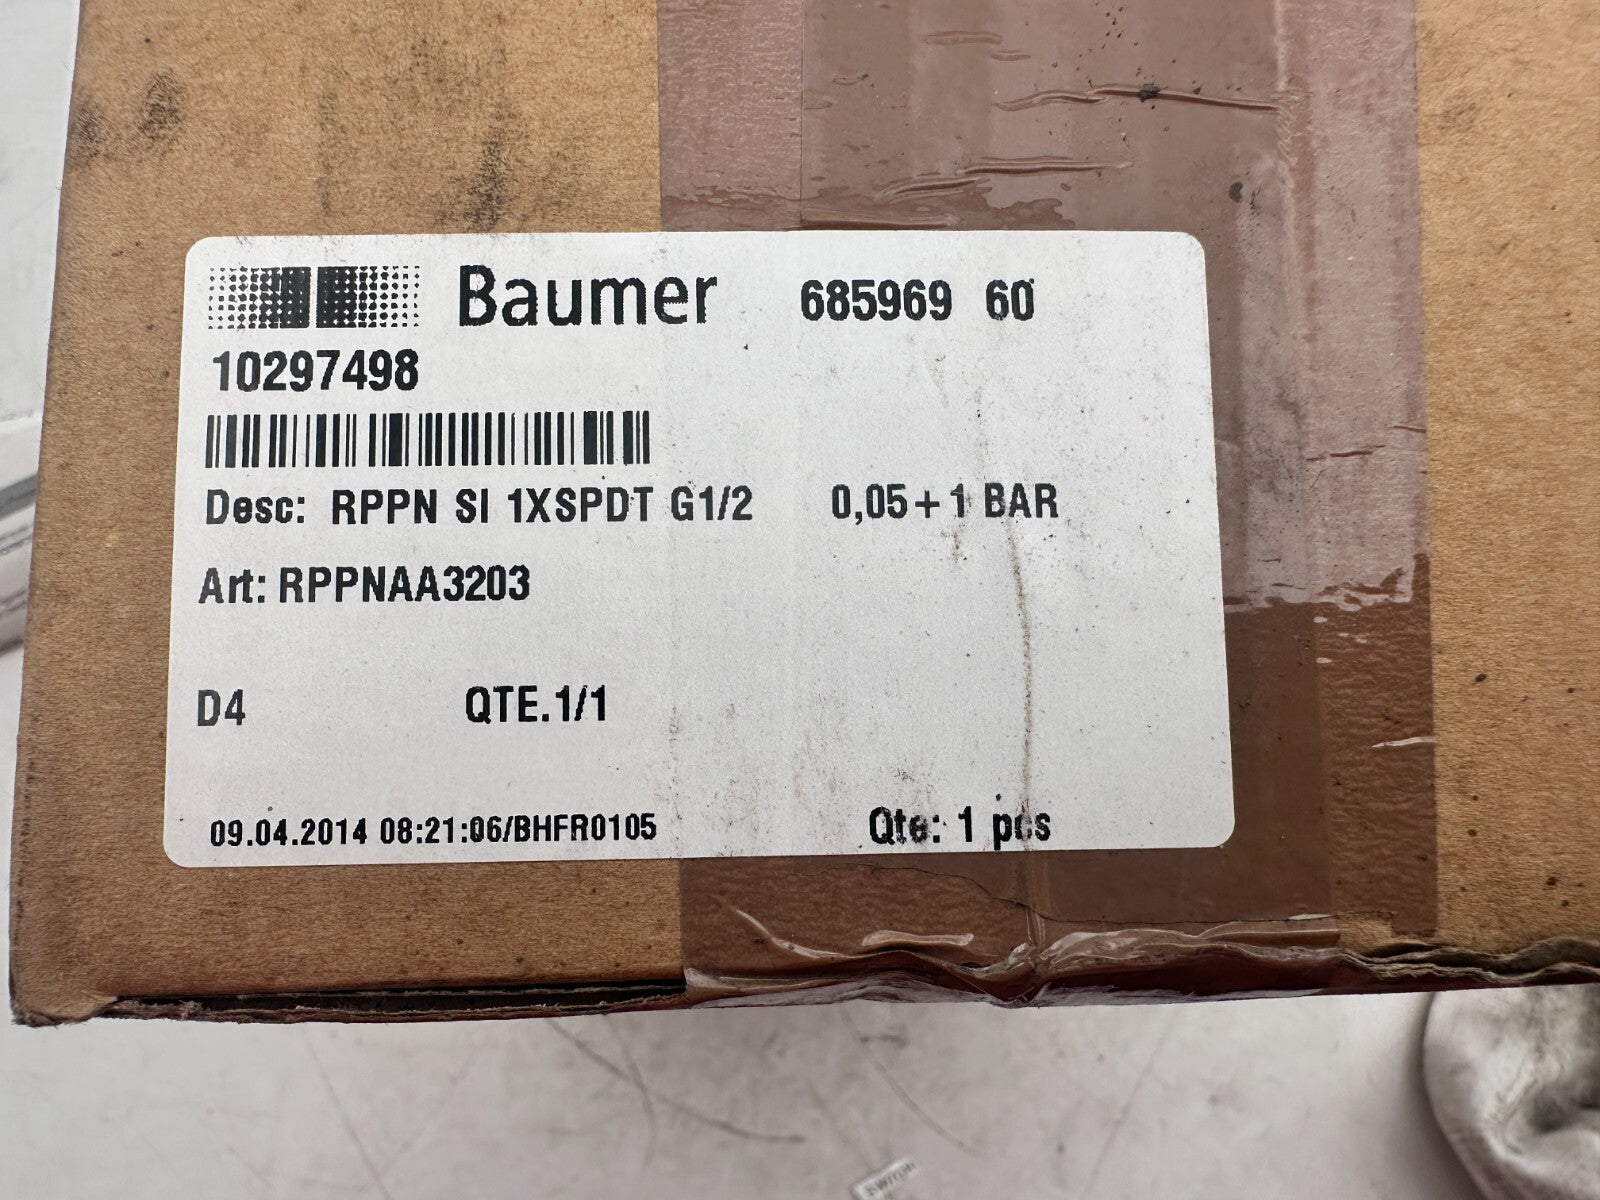 Baumer 685969 60
10297498
Desc: RPPN SI 1XSPDT G1/2 0,05+1 BAR
Art: RPPNAA3203
D4 QTE.1/1
09.04.2014 08:21:06/BHFR0105 Qte: 1 pcs